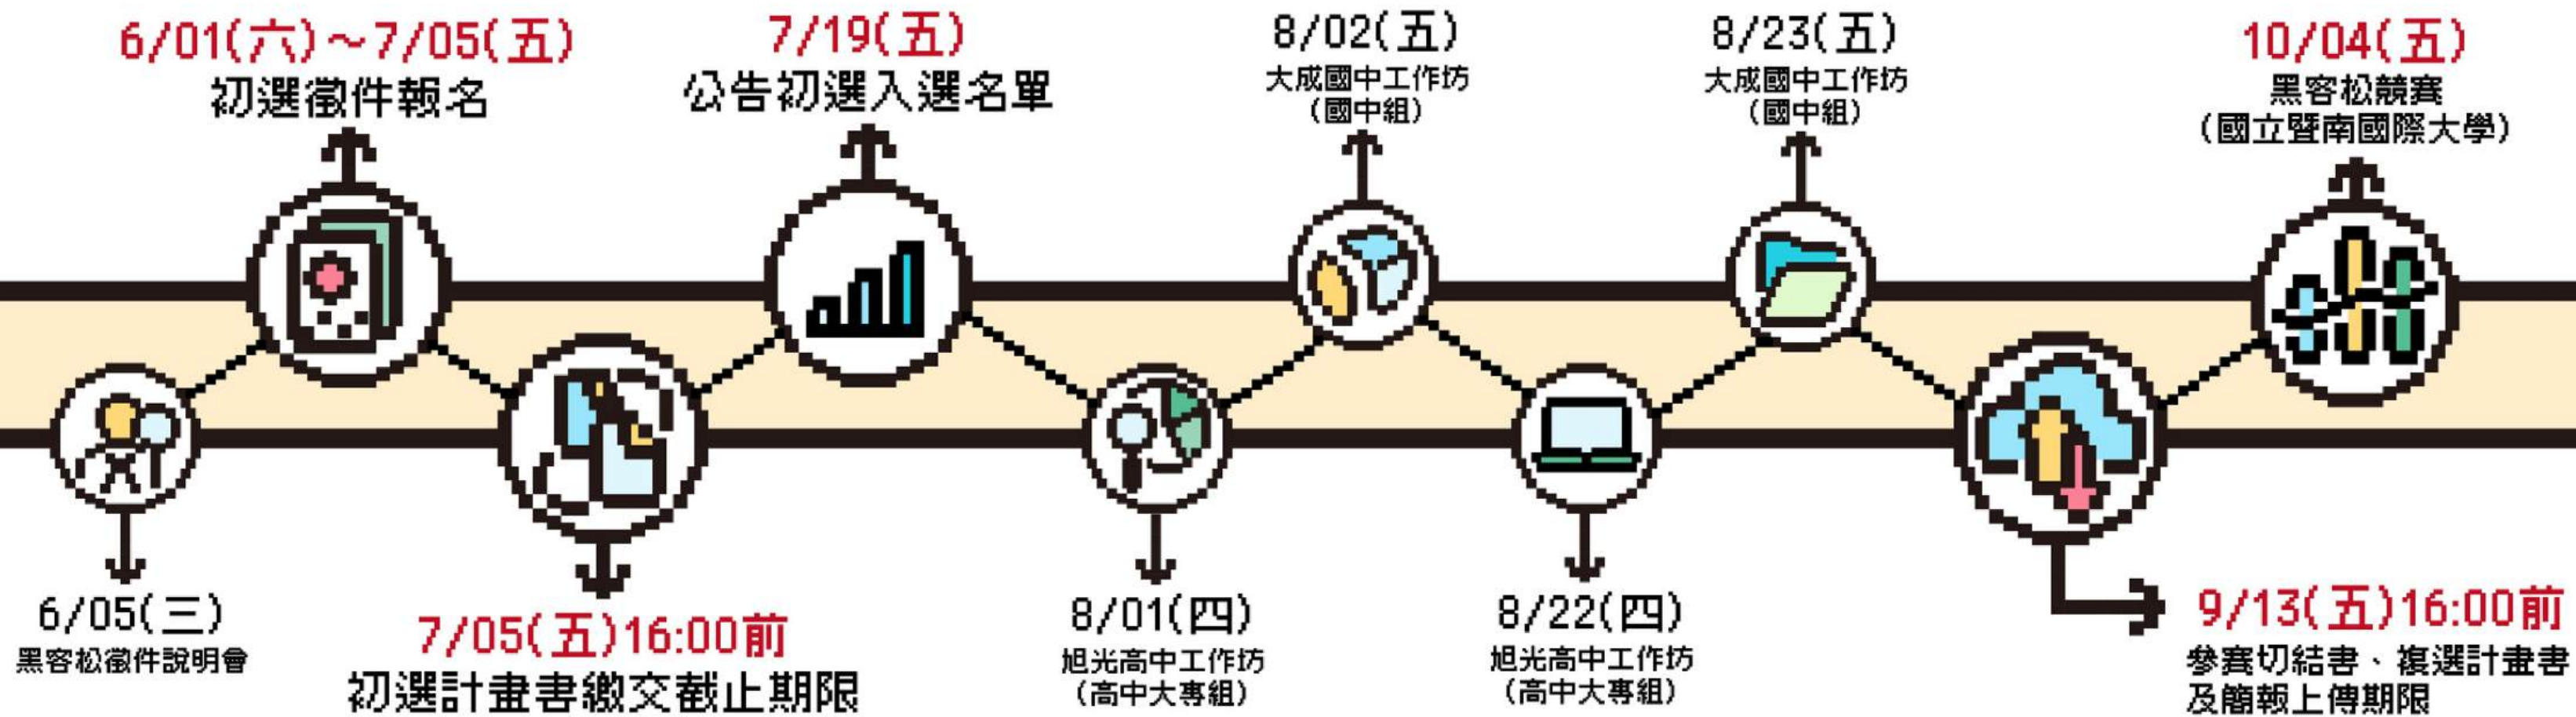 6/01(六)～7/05(五)
初選徵件報名
7/19(五)
公告初選入選名單
8/02(五)
大成國中工作坊
(國中組)
8/23(五)
大成國中工作坊
(國中組)
10/04(五)
黑客松競賽
(國立暨南國際大學)
6/05(三)
黑客松徵件說明會
7/05(五)16:00前
初選計畫書繳交截止期限
8/01(四)
旭光高中工作坊
(高中大專組)
8/22(四)
旭光高中工作坊
(高中大專組)
9/13(五)16:00前
參賽切結書、複選計畫書
及簡報上傳期限